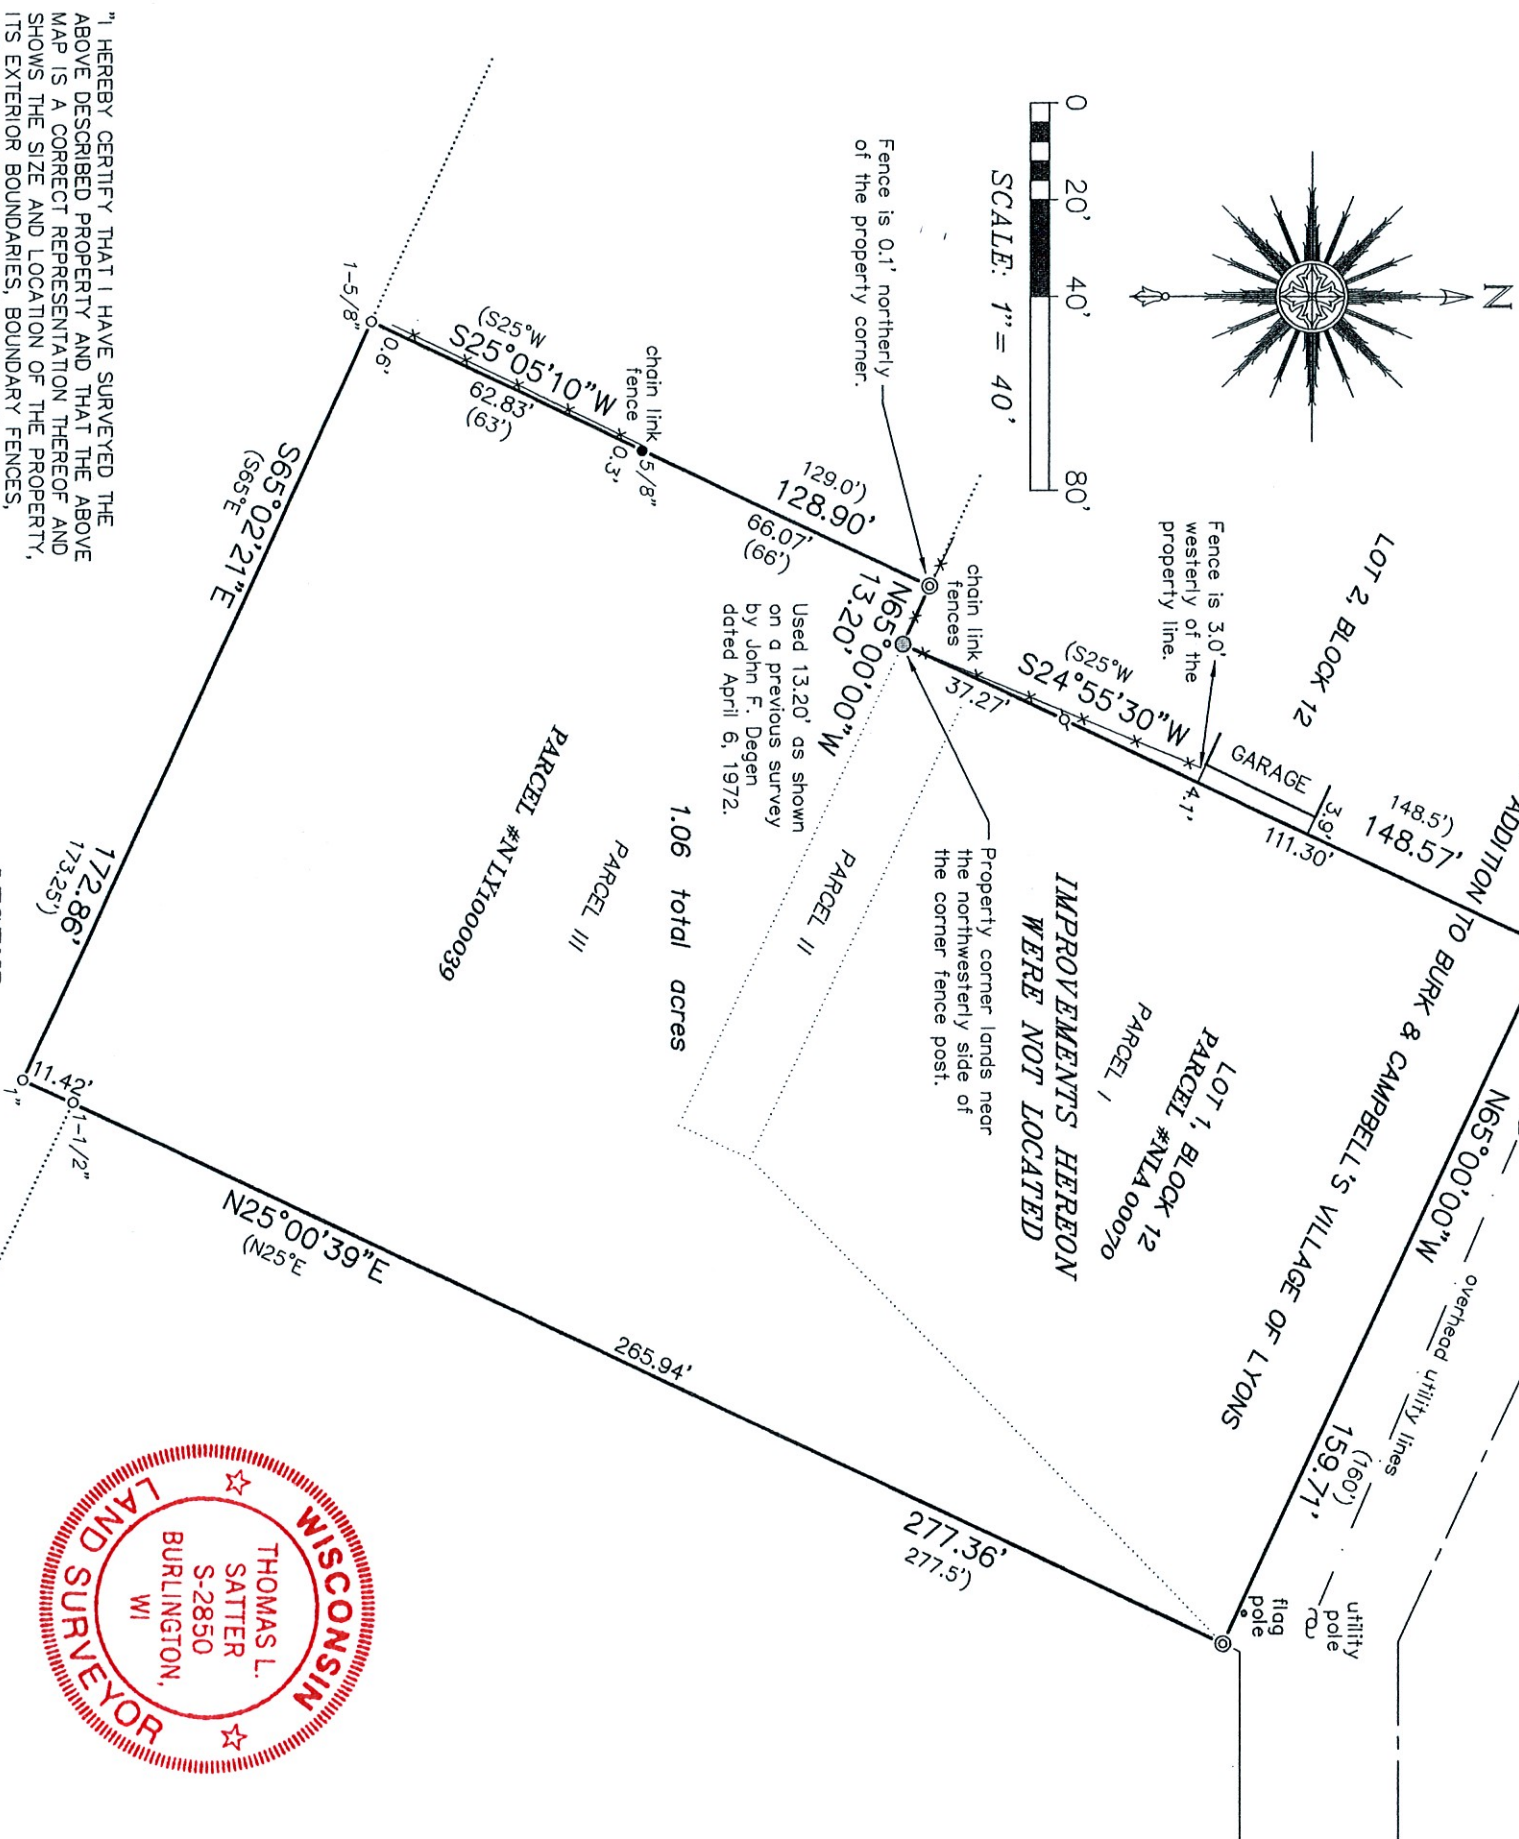 N
0 20' 40' 80'
SCALE: 1"= 40'
Fence is 0.1' northerly
of the property corner.
Fence is 3.0'
westerly of the
property line.
LOT 2, BLOCK 12
GARAGE
3.9'
4.1'
148.5')
148.57'
111.30'
(S25°W
S24°55'30"W
37.27'
chain link
fences
ADDITION TO BURK & CAMPBELL'S VILLAGE OF LYONS
N65°00'00"W
(160')
159.71'
overhead utility lines
utility
pole
flag
pole
LOT 1, BLOCK 12
PARCEL #NLA 00070
PARCEL I
IMPROVEMENTS HEREON
WERE NOT LOCATED
Property corner lands near
the northwesterly side of
the corner fence post.
N65°00'00"W
13.20'
Used 13.20' as shown
on a previous survey
by John F. Degen
dated April 6, 1972.
PARCEL II
1.06 total acres
PARCEL III
PARCEL #N LY1000039
129.0')
128.90'
66.07'
(66')
5/8"
0.3'
chain link
fence
(S25°W
S25°05'10"W
62.83'
(63')
0.6'
1-5/8"
S65°02'21"E
(S65°E
172.86'
173.25')
1"
11.42'
1-1/2"
N25°00'39"E
(N25°E
265.94'
277.36'
277.5')
"I HEREBY CERTIFY THAT I HAVE SURVEYED THE
ABOVE DESCRIBED PROPERTY AND THAT THE ABOVE
MAP IS A CORRECT REPRESENTATION THEREOF AND
SHOWS THE SIZE AND LOCATION OF THE PROPERTY,
ITS EXTERIOR BOUNDARIES, BOUNDARY FENCES,
WISCONSIN
THOMAS L.
SATTER
S-2850
BURLINGTON,
WI
LAND SURVEYOR